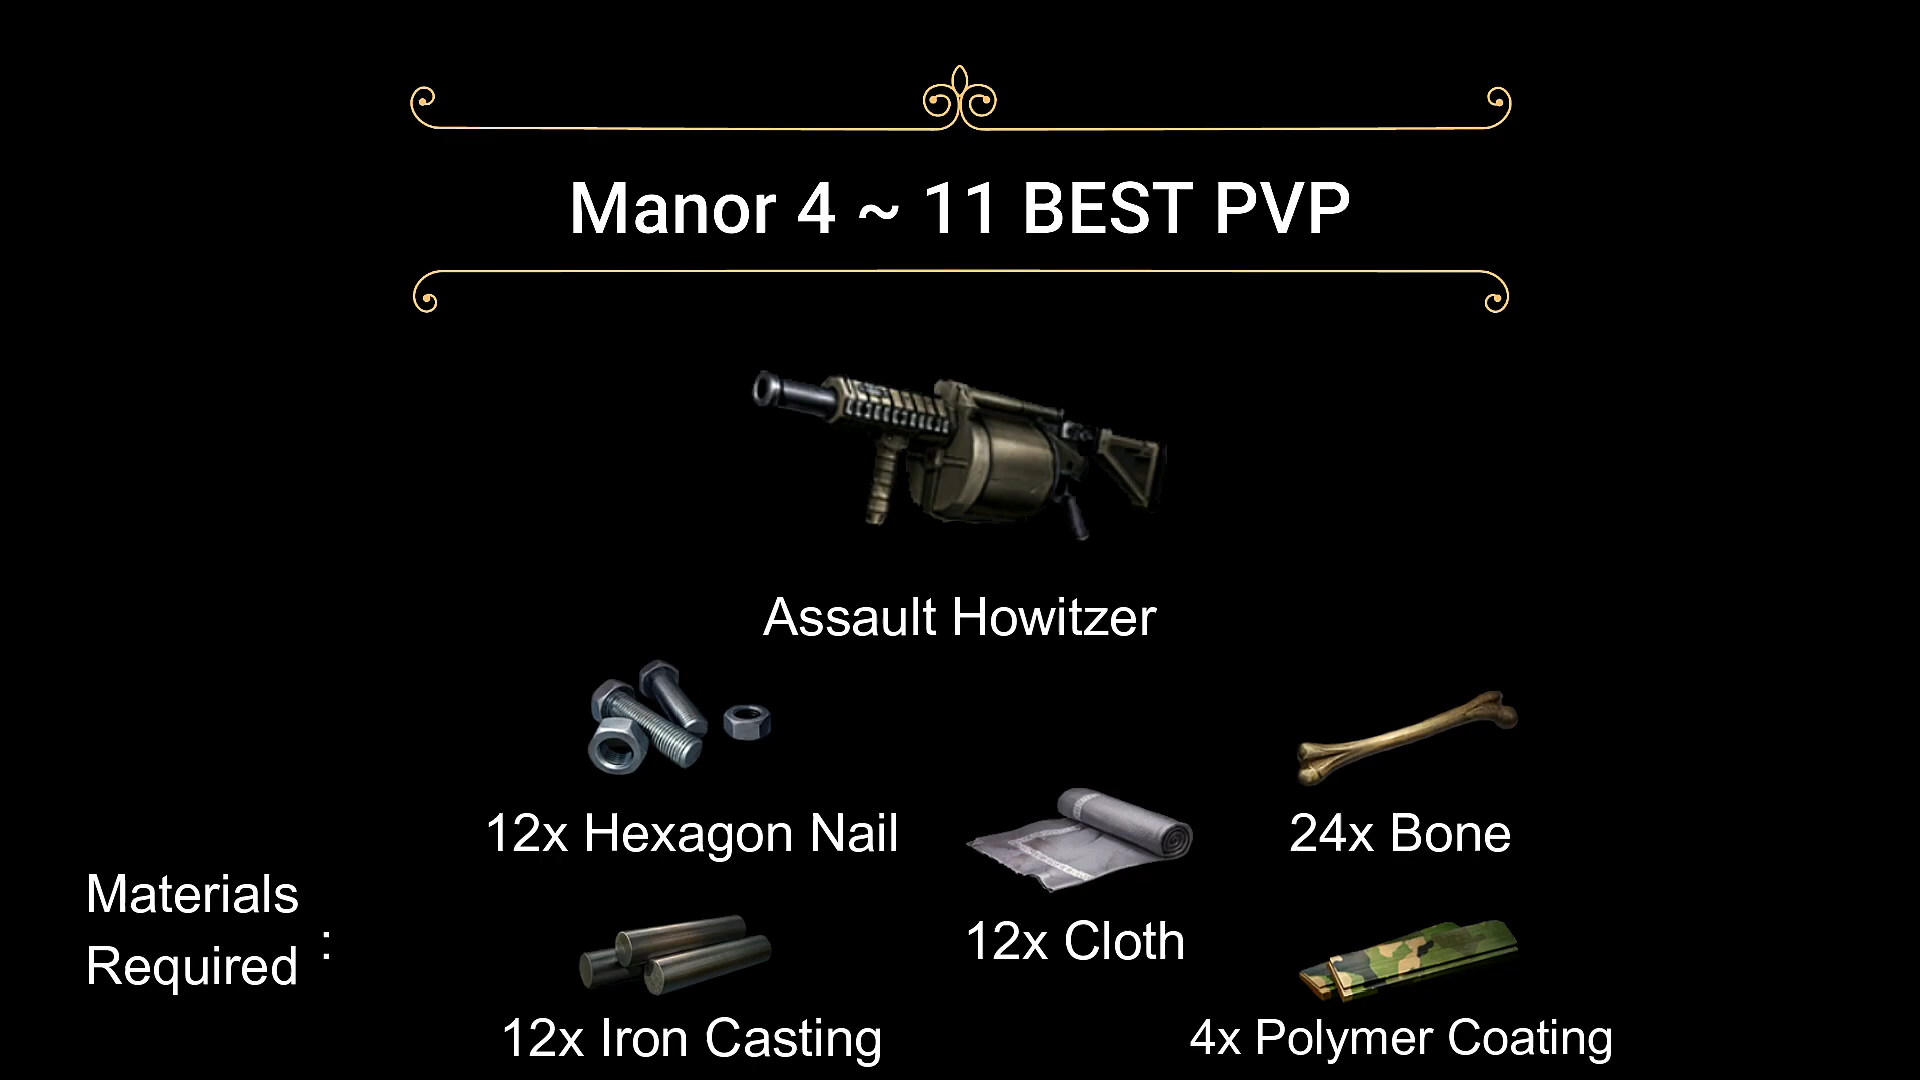 Manor 4 ~ 11 BEST PVP
Assault Howitzer
12x Hexagon Nail
24x Bone
Materials
Required :
12x Cloth
12x Iron Casting
4x Polymer Coating